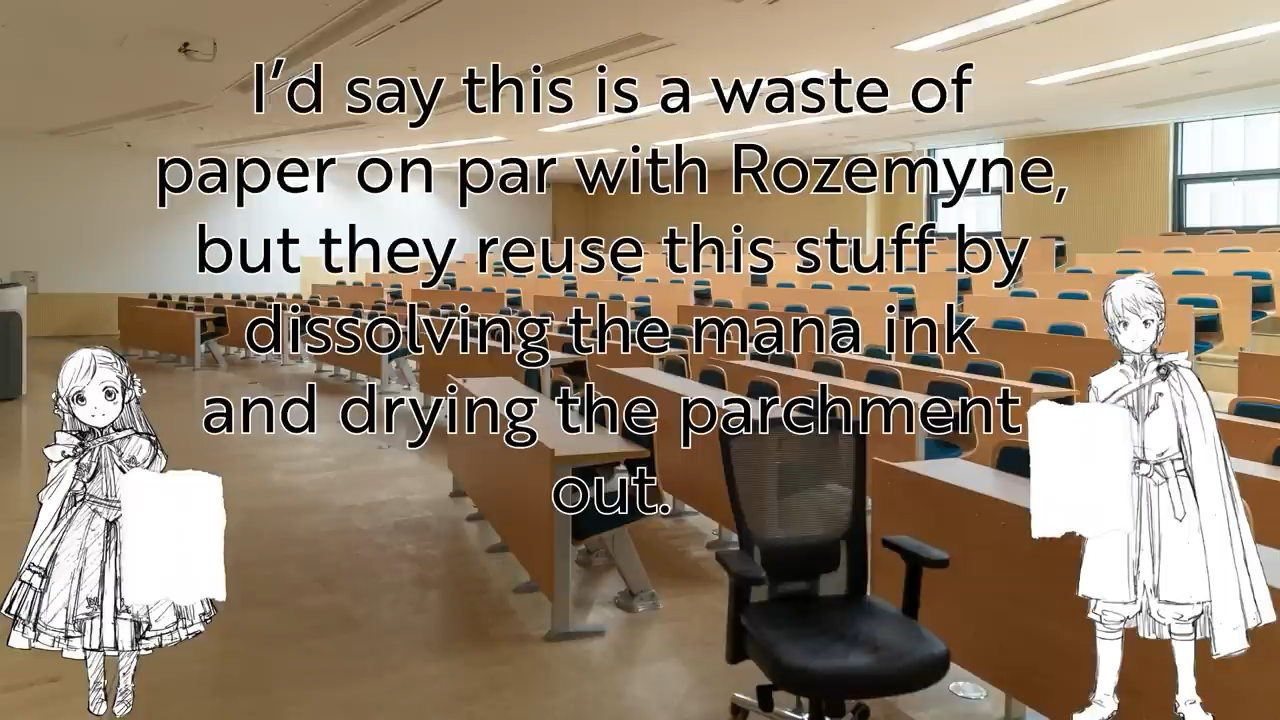 I'd say this is a waste of
paper on par with Rozemyne,
but they reuse this stuff by
dissolving the mana ink
and drying the parchment
out.